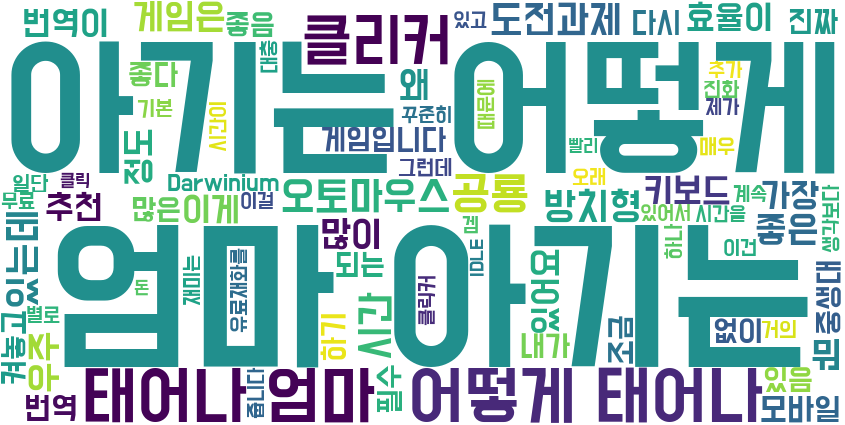 번역이 게임은 좋음 클리커 있고 도전과제 다시 효율이 진짜
아기는 어떻게
좋다 대충 왜 때문에 추가 진화
기본 시간이 꾸준히 제가
정도 게임입니다 빨리 매우
그런데
일단 클릭 Darwinium 오토마우스 공룡 오래 키보드 계속 가장
무료 추천 많은 이게 이걸 방치형 있어서 시간을 좋은 생각보다
많이 겜 하나 이건
있는데 엄마 아기는
재미는 유료재화를 되는 IDLE 있어요 중생대
돈 클릭커
켜놓고 별로 하기 시간 내가 조금 없이 거의 뭔
우주
번역 태어나 엄마 필수 어떻게 태어나 있음 모바일
줍니다